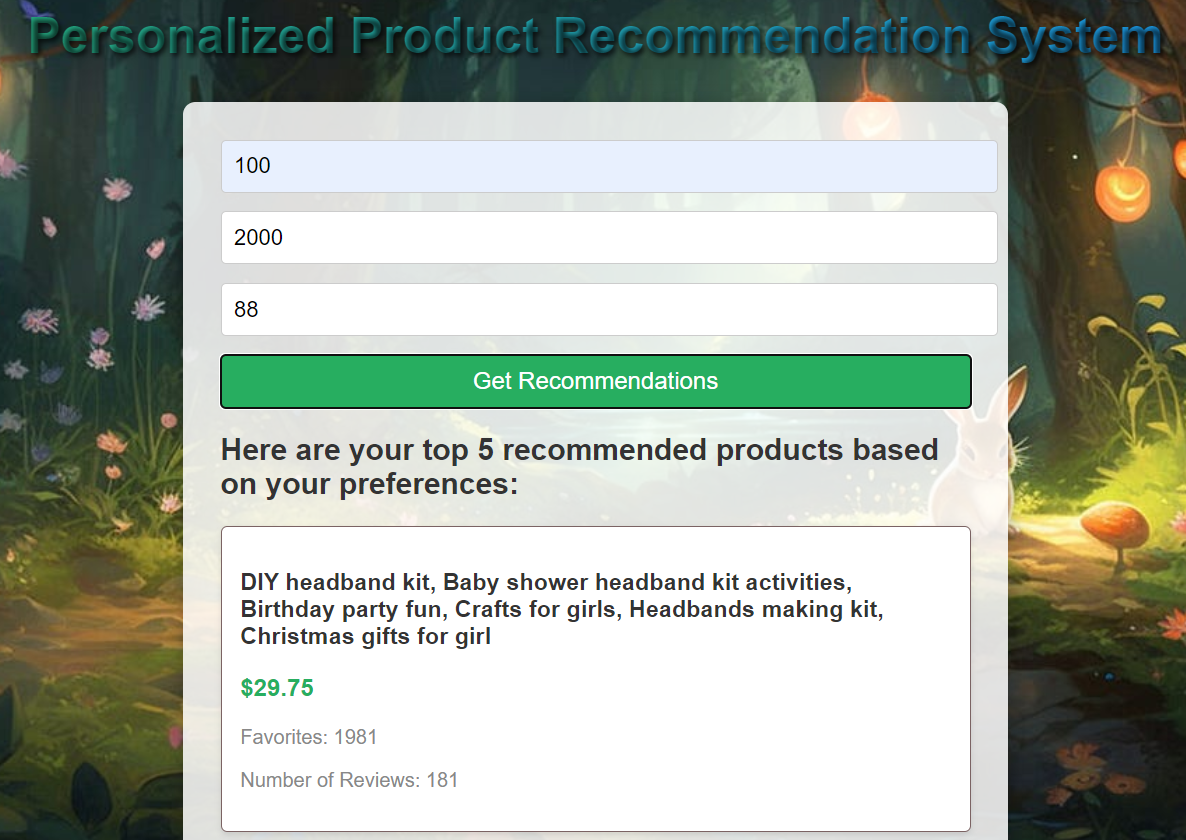 Personalized Product Recommendation System
100
2000
88
Get Recommendations
Here are your top 5 recommended products based
on your preferences:
DIY headband kit, Baby shower headband kit activities,
Birthday party fun, Crafts for girls, Headbands making kit,
Christmas gifts for girl
$29.75
Favorites: 1981
Number of Reviews: 181